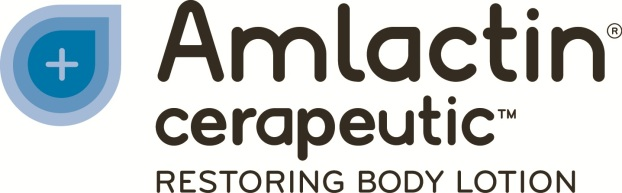 Amlactin®
cerapeutic™
RESTORING BODY LOTION